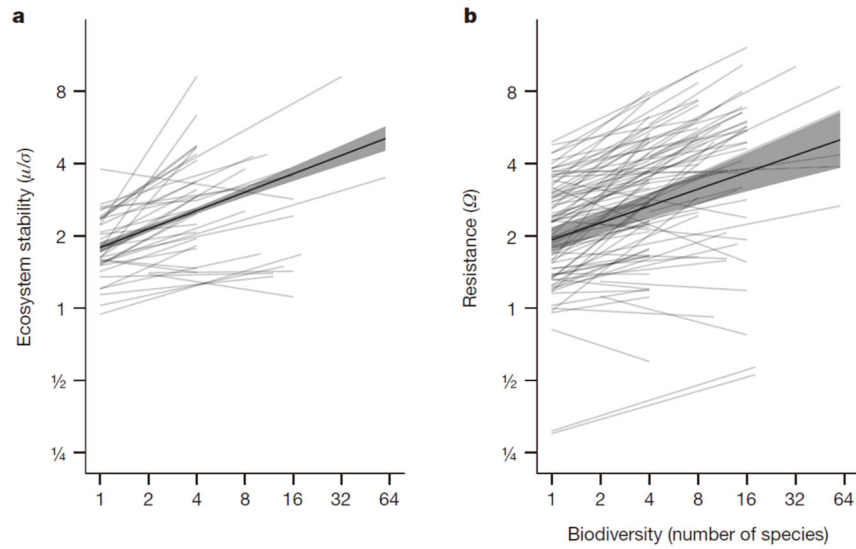 a
Ecosystem stability (μ/σ)
8
4
2
1
½
¼
1 2 4 8 16 32 64
b
Resistance (Ω)
8
4
2
1
½
¼
1 2 4 8 16 32 64
Biodiversity (number of species)